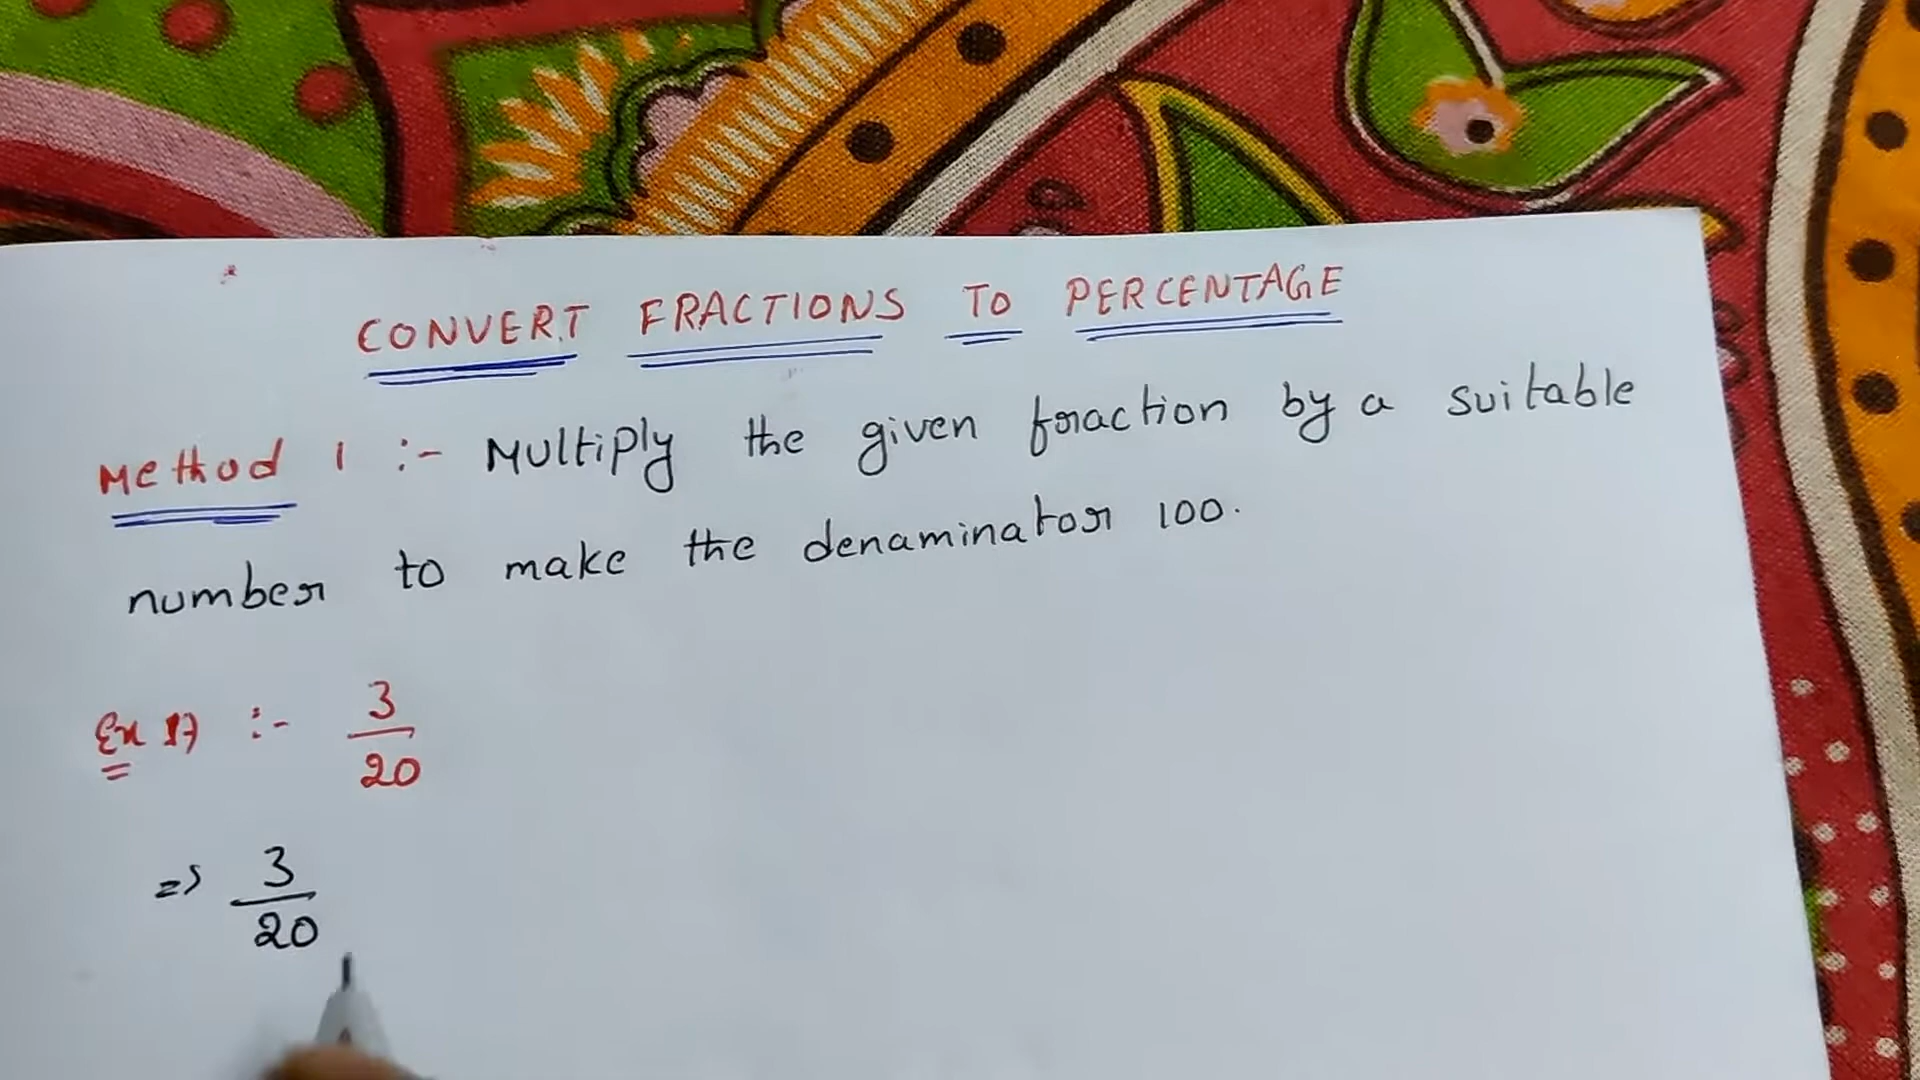 CONVERT FRACTIONS TO PERCENTAGE
Method 1 :- Multiply the given fraction by a suitable
number to make the denaminator 100.
Ex 1) :- 3/20
=> 3/20